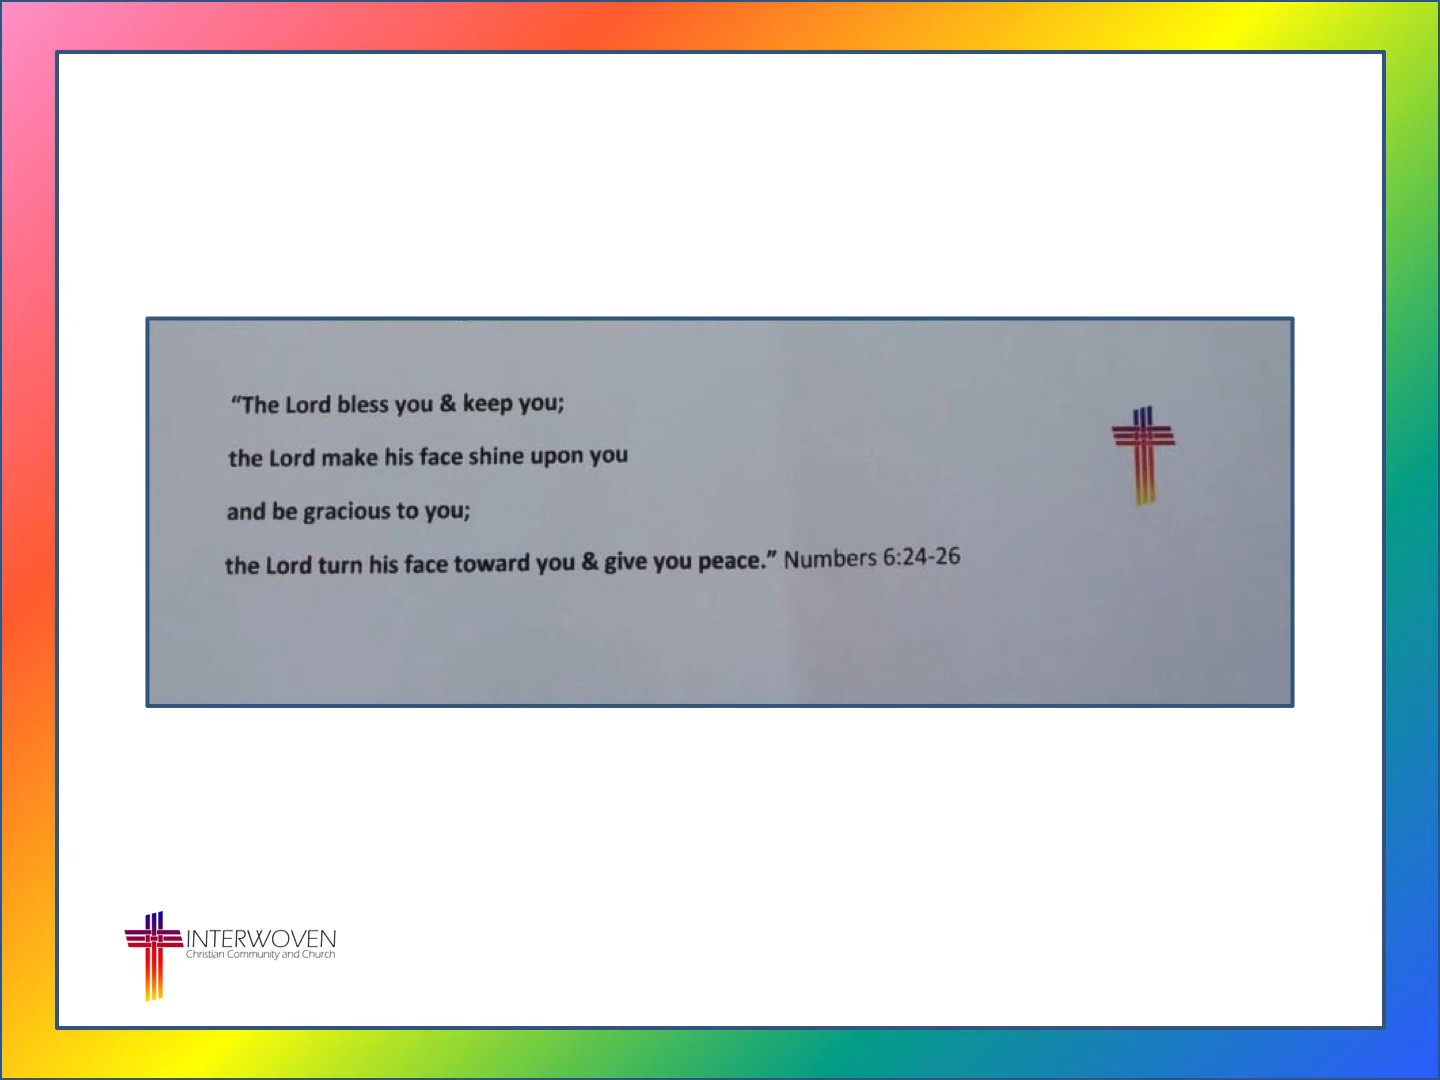 “The Lord bless you & keep you;
the Lord make his face shine upon you
and be gracious to you;
the Lord turn his face toward you & give you peace.” Numbers 6:24-26
INTERWOVEN
Christian Community and Church